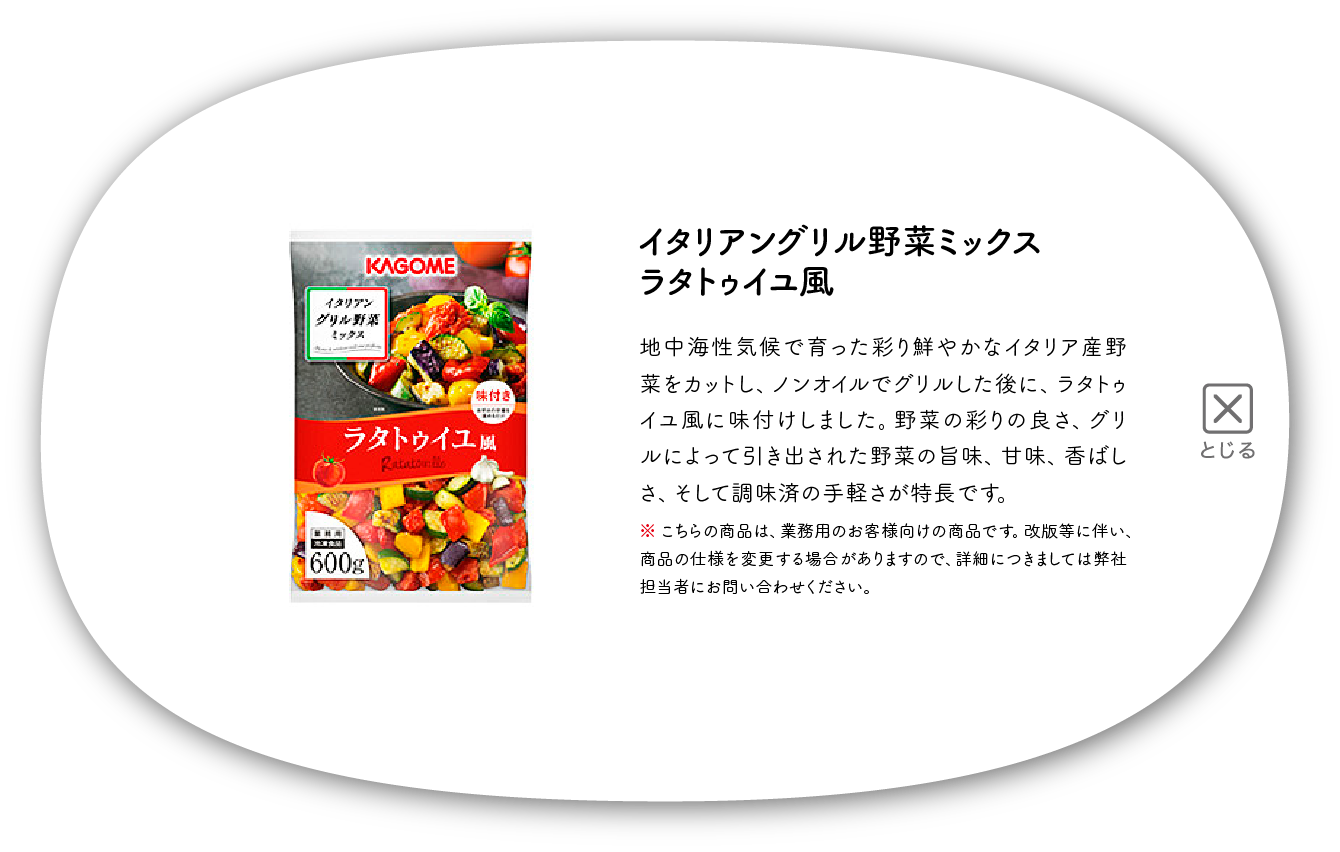 イタリアングリル野菜ミックス
ラタトゥイユ風
地中海性気候で育った彩り鮮やかなイタリア産野
菜をカットし、ノンオイルでグリルした後に、ラタトゥ
イユ風に味付けしました。野菜の彩りの良さ、グリ
ルによって引き出された野菜の旨味、甘味、香ばし
さ、そして調味済の手軽さが特長です。
※ こちらの商品は、業務用のお客様向けの商品です。改版等に伴い、
商品の仕様を変更する場合がありますので、詳細につきましては弊社
担当者にお問い合わせください。
KAGOME
イタリアン
グリル野菜
ミックス
味付き
ラタトゥイユ風
Ratatouille
業務用
冷凍食品
600g
とじる